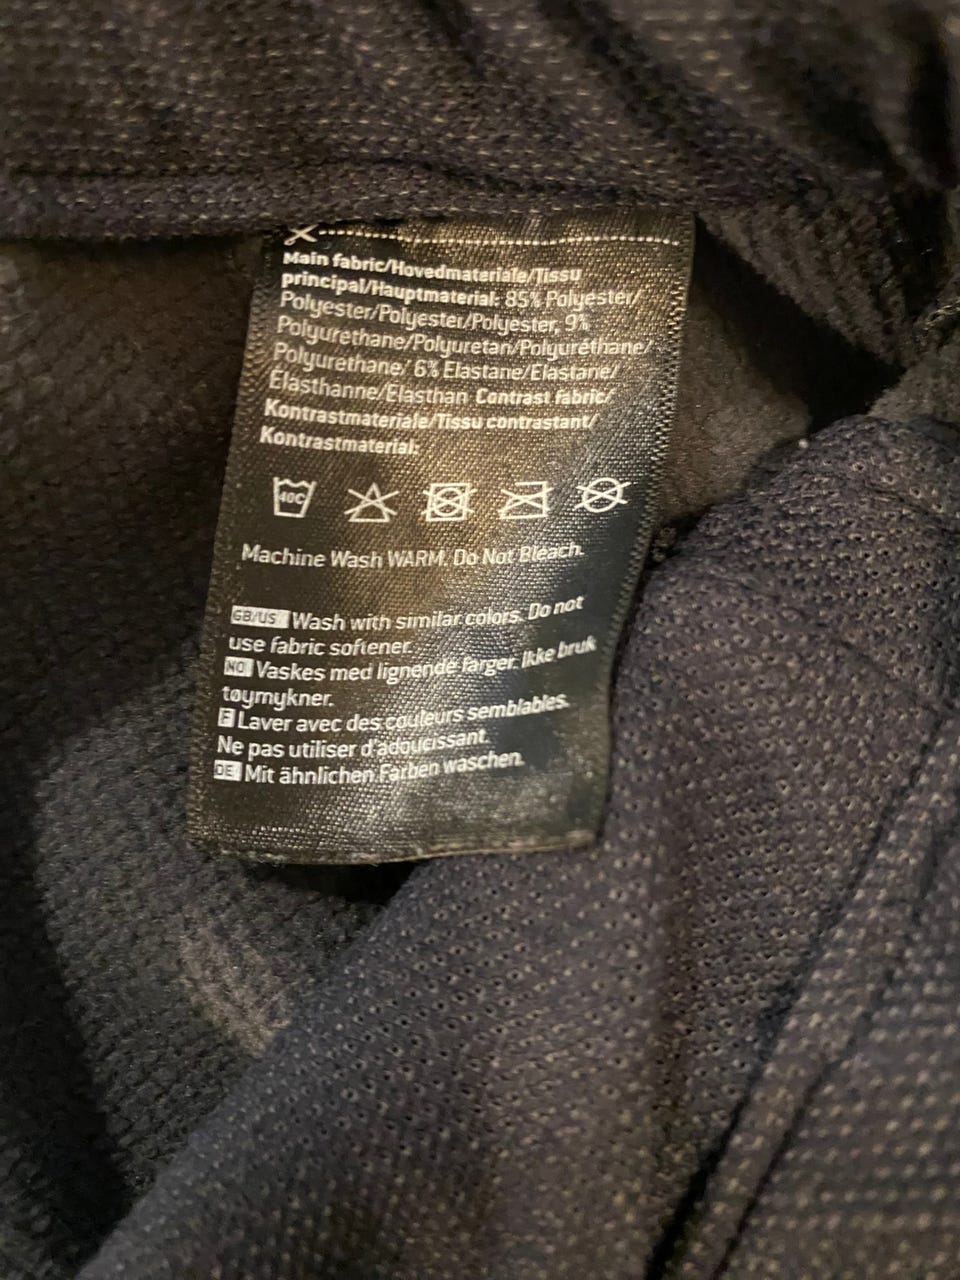 Main fabric/Hovedmateriale/Tissu
principal/Hauptmaterial: 85% Polyester/
Polyester/Polyester/Polyester, 9%
Polyurethane/Polyuretan/Polyuréthane/
Polyurethane/ 6% Elastane/Elastane/
Elasthanne/Elasthan Contrast fabric/
Kontrastmateriale/Tissu contrastant/
Kontrastmaterial:
40C
Machine Wash WARM. Do Not Bleach.
GB/US Wash with similar colors. Do not
use fabric softener.
NO Vaskes med lignende farger. Ikke bruk
tøymykner.
F Laver avec des couleurs semblables.
Ne pas utiliser d'adoucissant.
DE Mit ähnlichen Farben waschen.